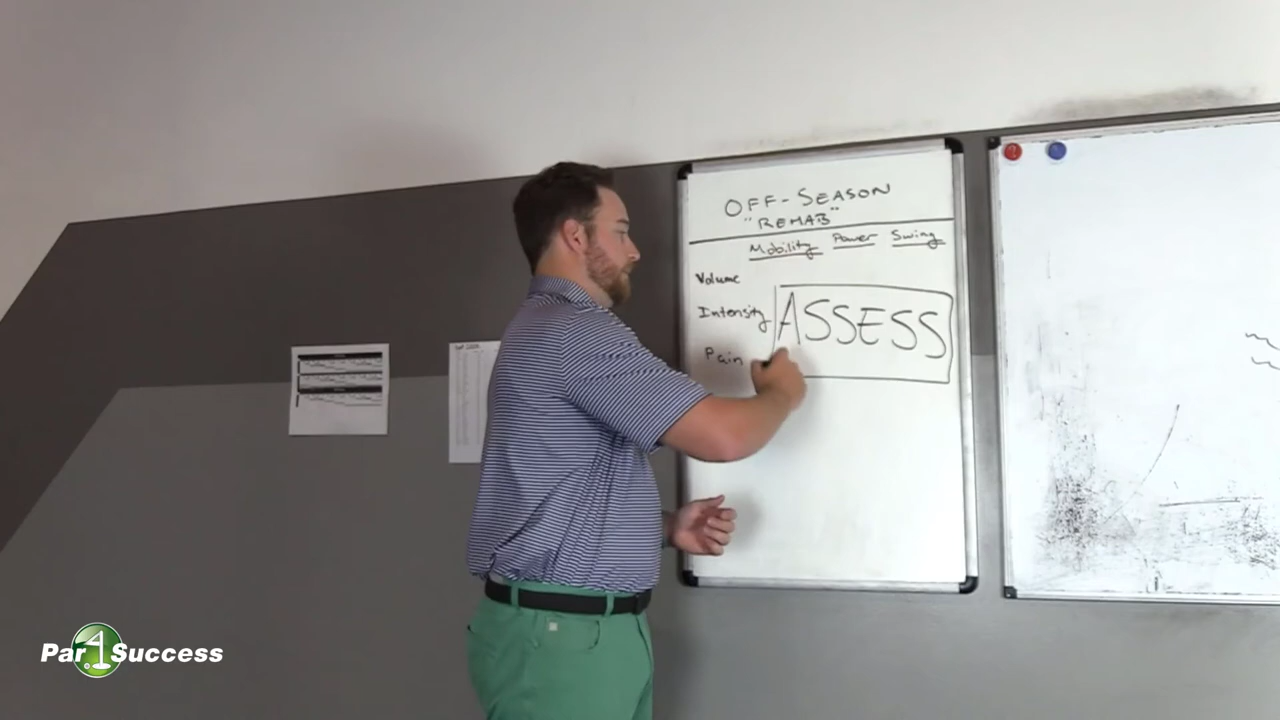 OFF-SEASON
"REHAB"
Mobility Power Swing
Volume
Intensity
ASSESS
Pain
Par4Success